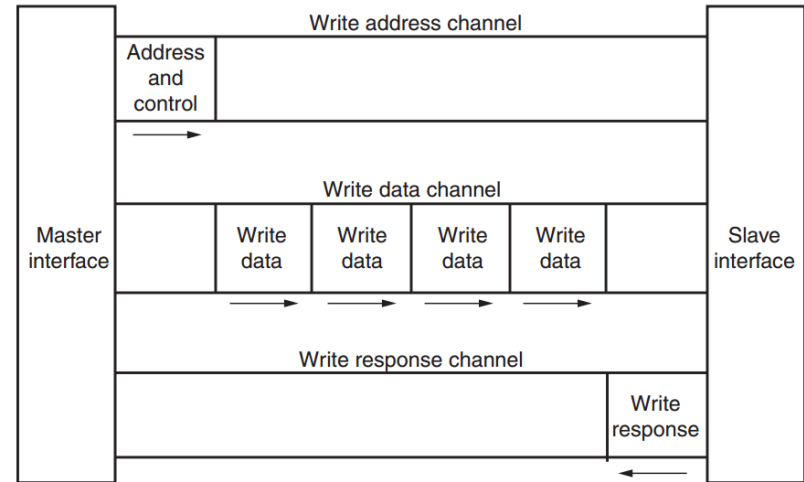 Write address channel
Address
and
control
Write data channel
Master
interface
Write
data
Write
data
Write
data
Write
data
Slave
interface
Write response channel
Write
response